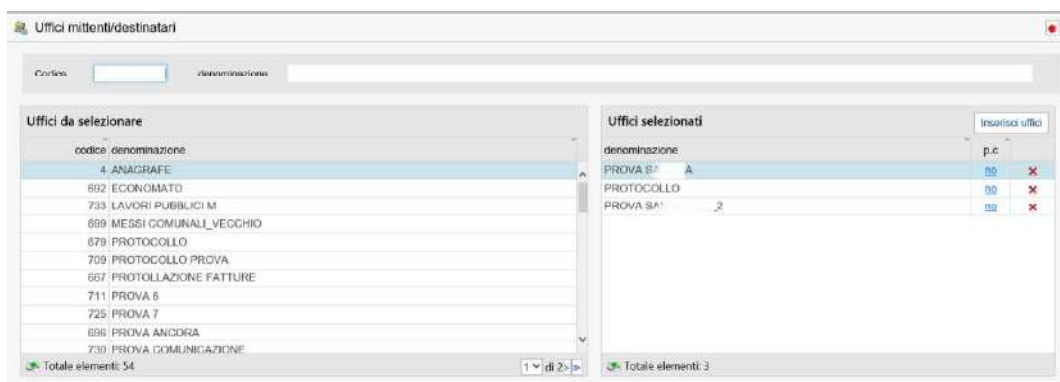 Uffici mittenti/destinatari
Codice denominazione
Uffici da selezionare
codice denominazione
4 ANAGRAFE
692 ECONOMATO
733 LAVORI PUBBLICI M
699 MESSI COMUNALI_VECCHIO
679 PROTOCOLLO
709 PROTOCOLLO PROVA
667 PROTOLLAZIONE FATTURE
711 PROVA 6
725 PROVA 7
696 PROVA ANCORA
730 PROVA COMUNICAZIONE
Totale elementi: 54 1 di 2
Uffici selezionati Inserisci uffici
denominazione p.c
PROVA SA A no
PROTOCOLLO no
PROVA SA _2 no
Totale elementi: 3